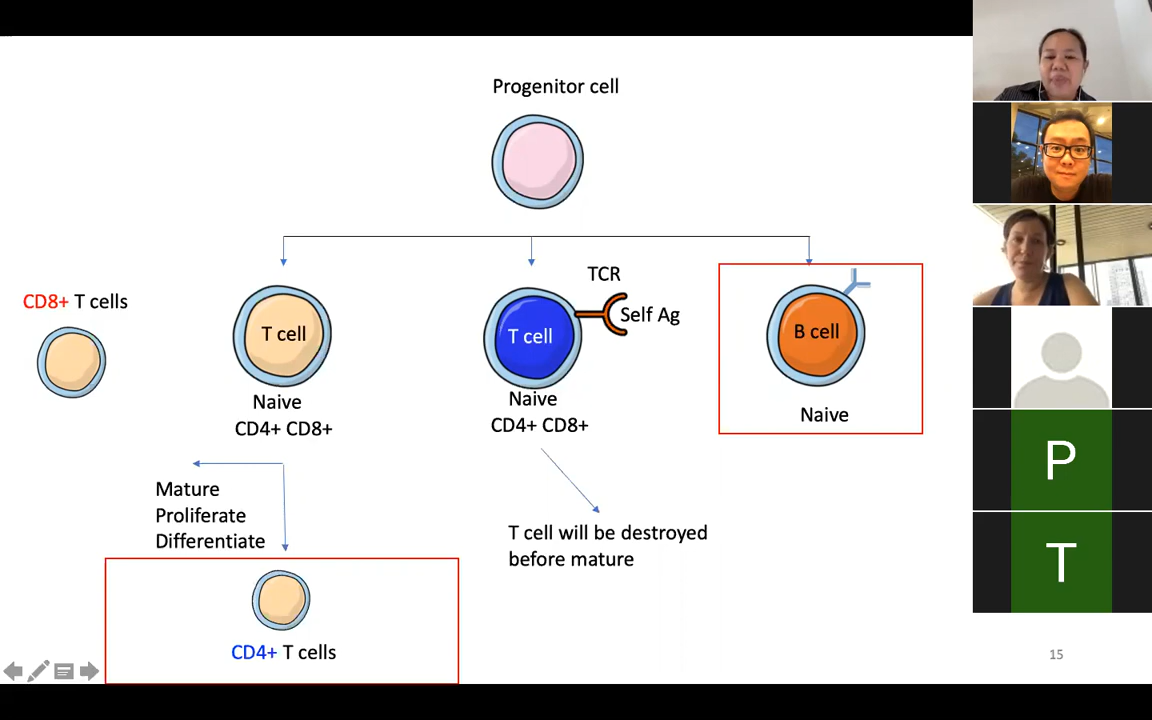 Progenitor cell
TCR
Self Ag
CD8+ T cells
T cell
T cell
B cell
Naive
CD4+ CD8+
Naive
CD4+ CD8+
Naive
Mature
Proliferate
Differentiate
T cell will be destroyed
before mature
CD4+ T cells
15
P
T